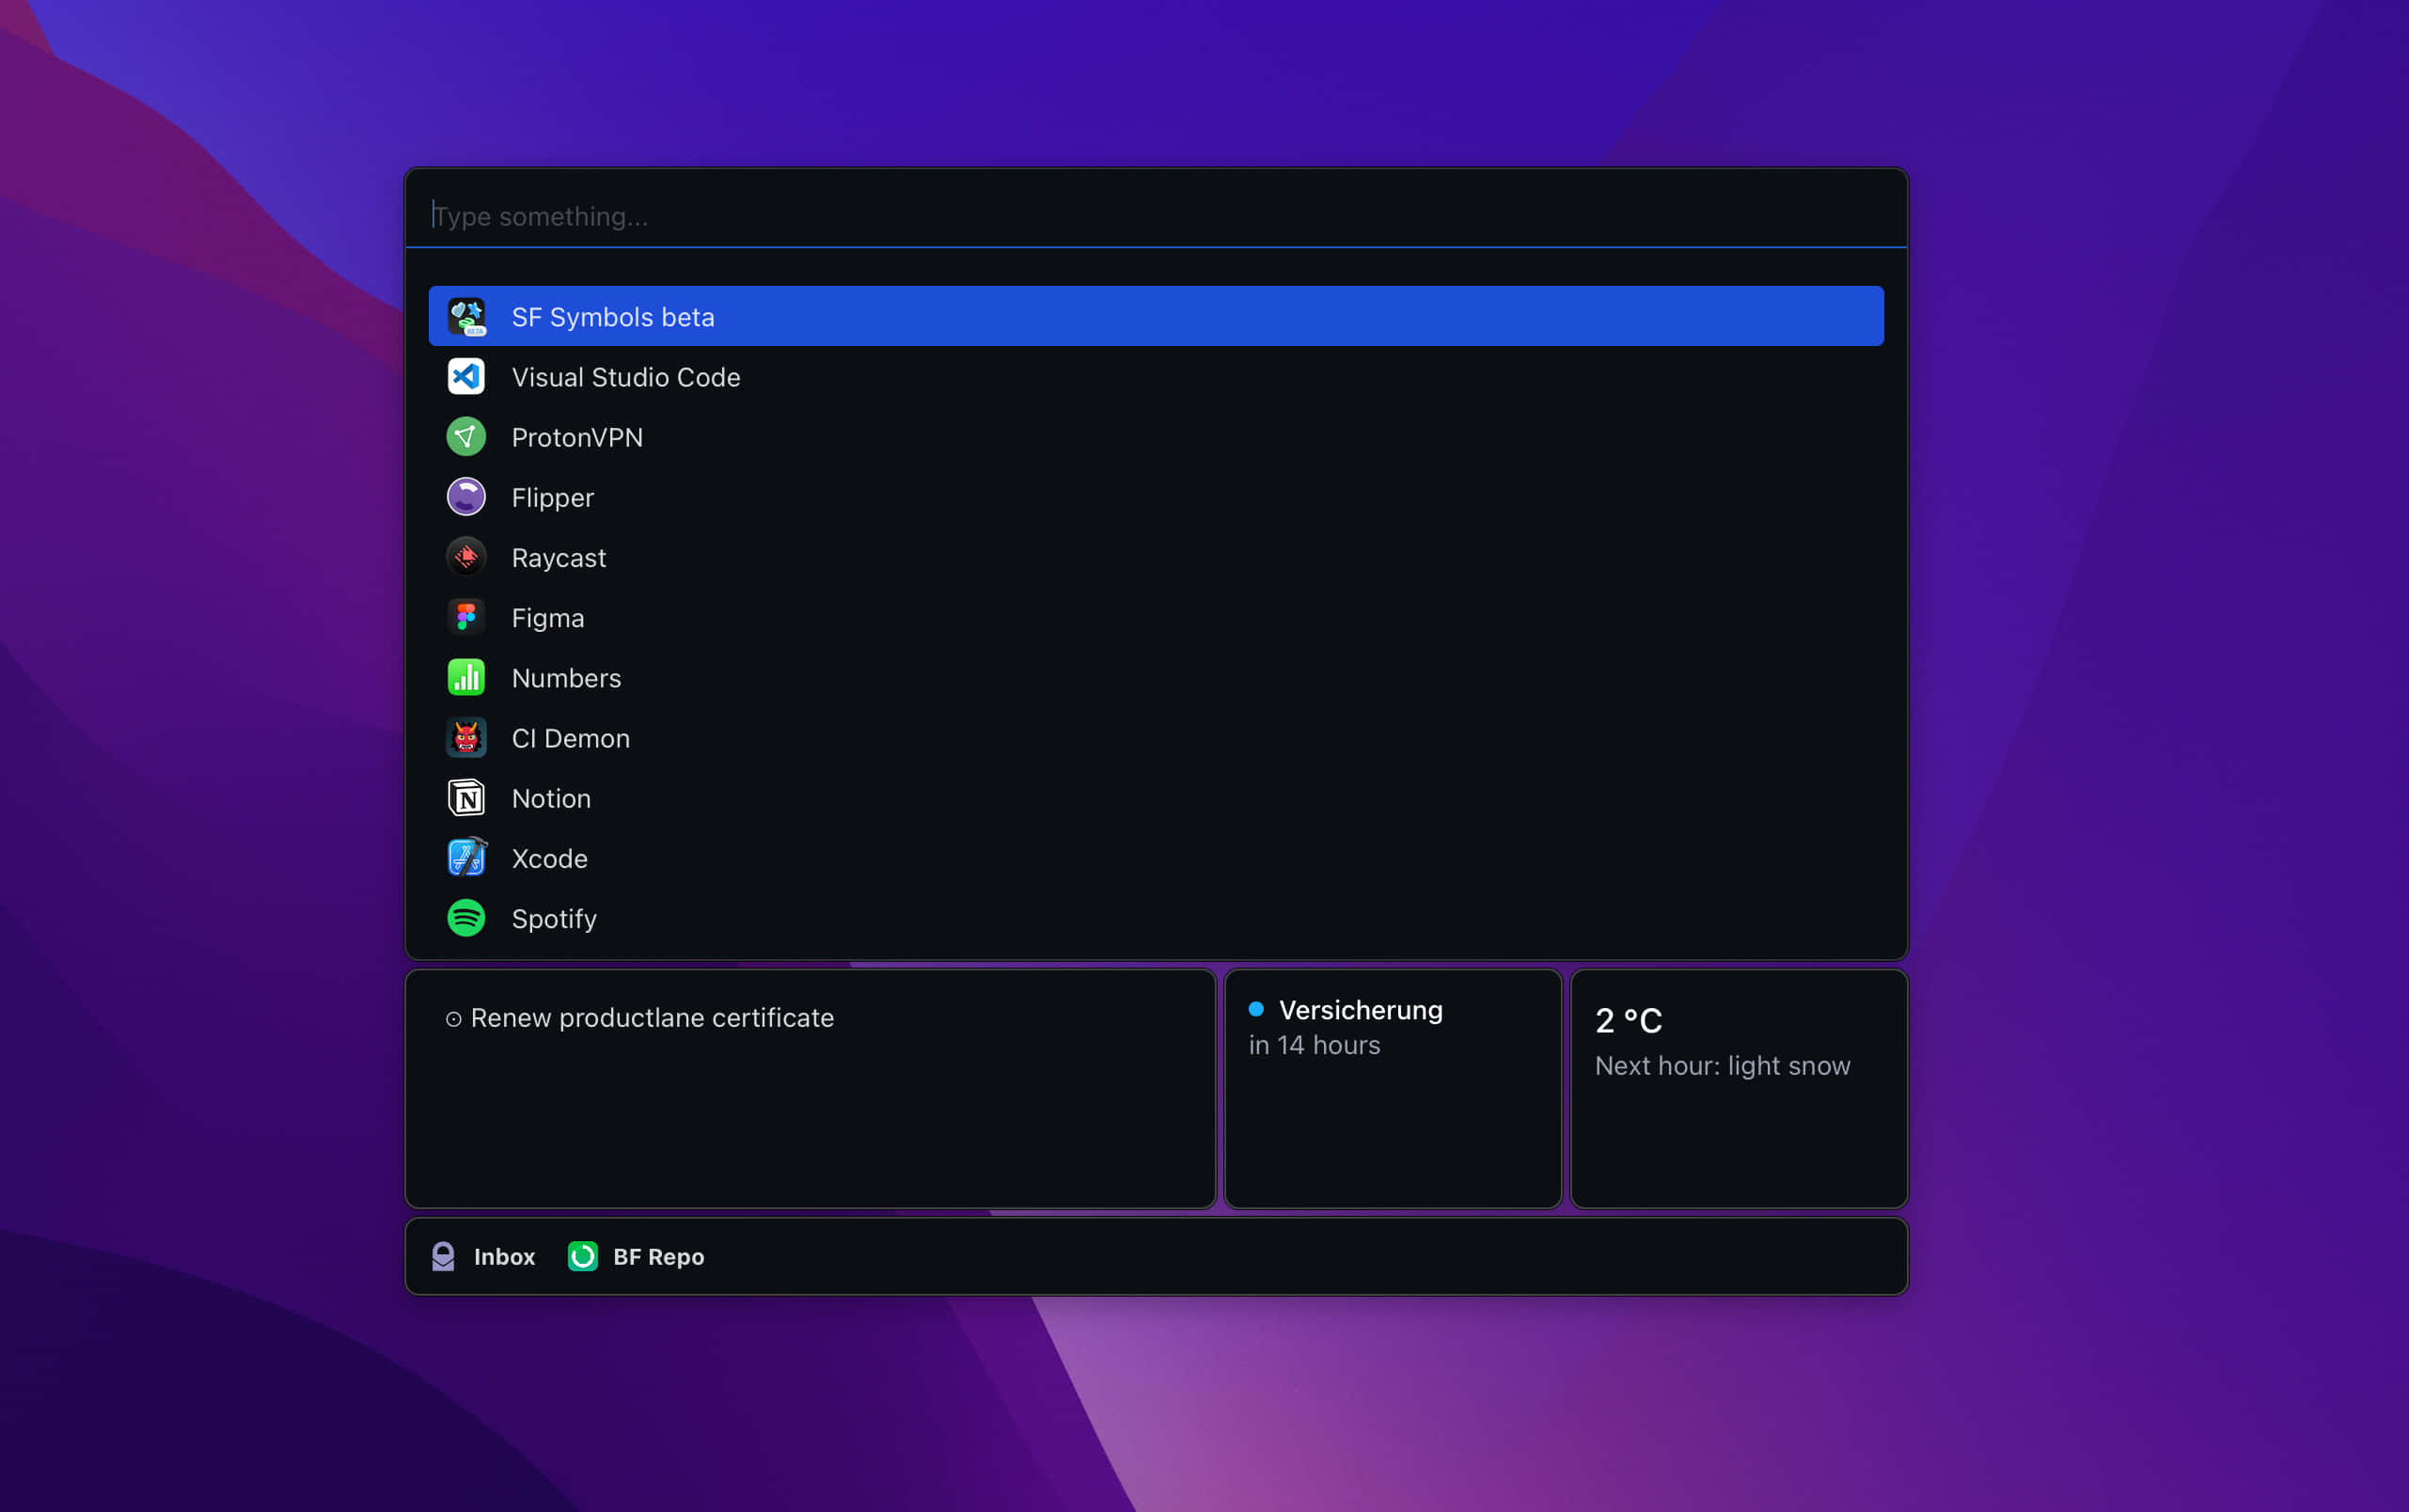 Type something...
SF Symbols beta
Visual Studio Code
ProtonVPN
Flipper
Raycast
Figma
Numbers
CI Demon
Notion
Xcode
Spotify
Renew productlane certificate
Versicherung
in 14 hours
2 °C
Next hour: light snow
Inbox
BF Repo